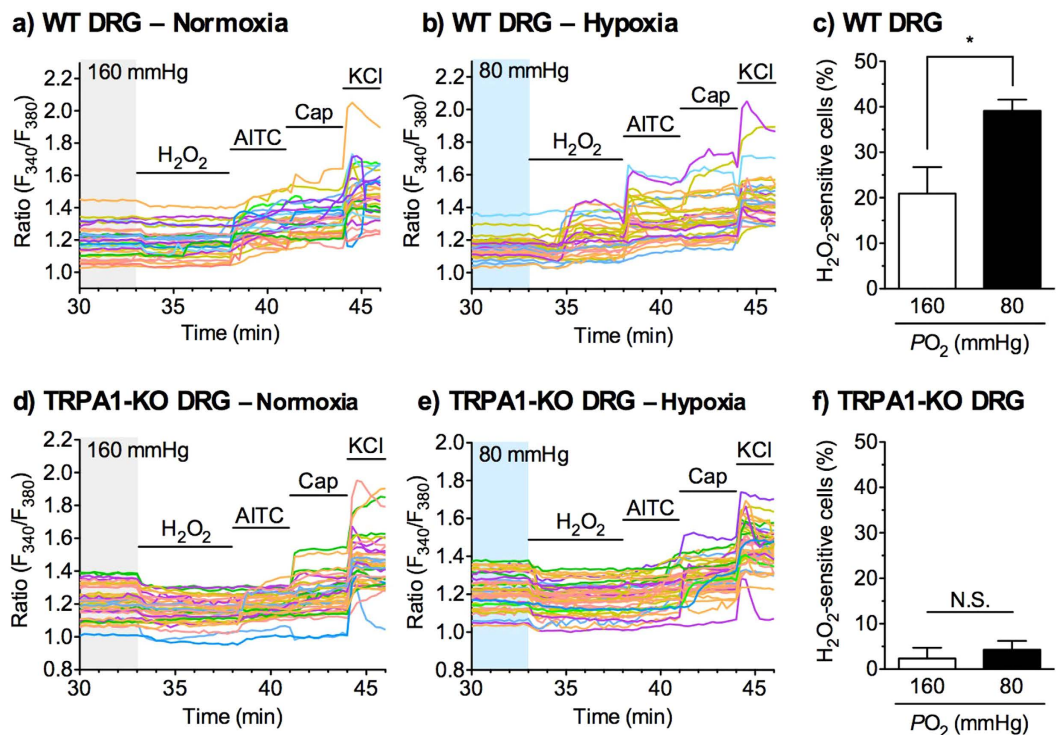 a) WT DRG – Normoxia
160 mmHg
H₂O₂
AITC
Cap
KCl
Ratio (F₃₄₀/F₃₈₀)
2.2
2.0
1.8
1.6
1.4
1.2
1.0
30 35 40 45
Time (min)
b) WT DRG – Hypoxia
80 mmHg
H₂O₂
AITC
Cap
KCl
Ratio (F₃₄₀/F₃₈₀)
2.2
2.0
1.8
1.6
1.4
1.2
1.0
30 35 40 45
Time (min)
c) WT DRG
*
H₂O₂-sensitive cells (%)
50
40
30
20
10
0
160 80
PO₂ (mmHg)
d) TRPA1-KO DRG – Normoxia
160 mmHg
H₂O₂
AITC
Cap
KCl
Ratio (F₃₄₀/F₃₈₀)
2.2
2.0
1.8
1.6
1.4
1.2
1.0
0.8
30 35 40 45
Time (min)
e) TRPA1-KO DRG – Hypoxia
80 mmHg
H₂O₂
AITC
Cap
KCl
Ratio (F₃₄₀/F₃₈₀)
2.0
1.8
1.6
1.4
1.2
1.0
0.8
30 35 40 45
Time (min)
f) TRPA1-KO DRG
N.S.
H₂O₂-sensitive cells (%)
50
40
30
20
10
0
160 80
PO₂ (mmHg)